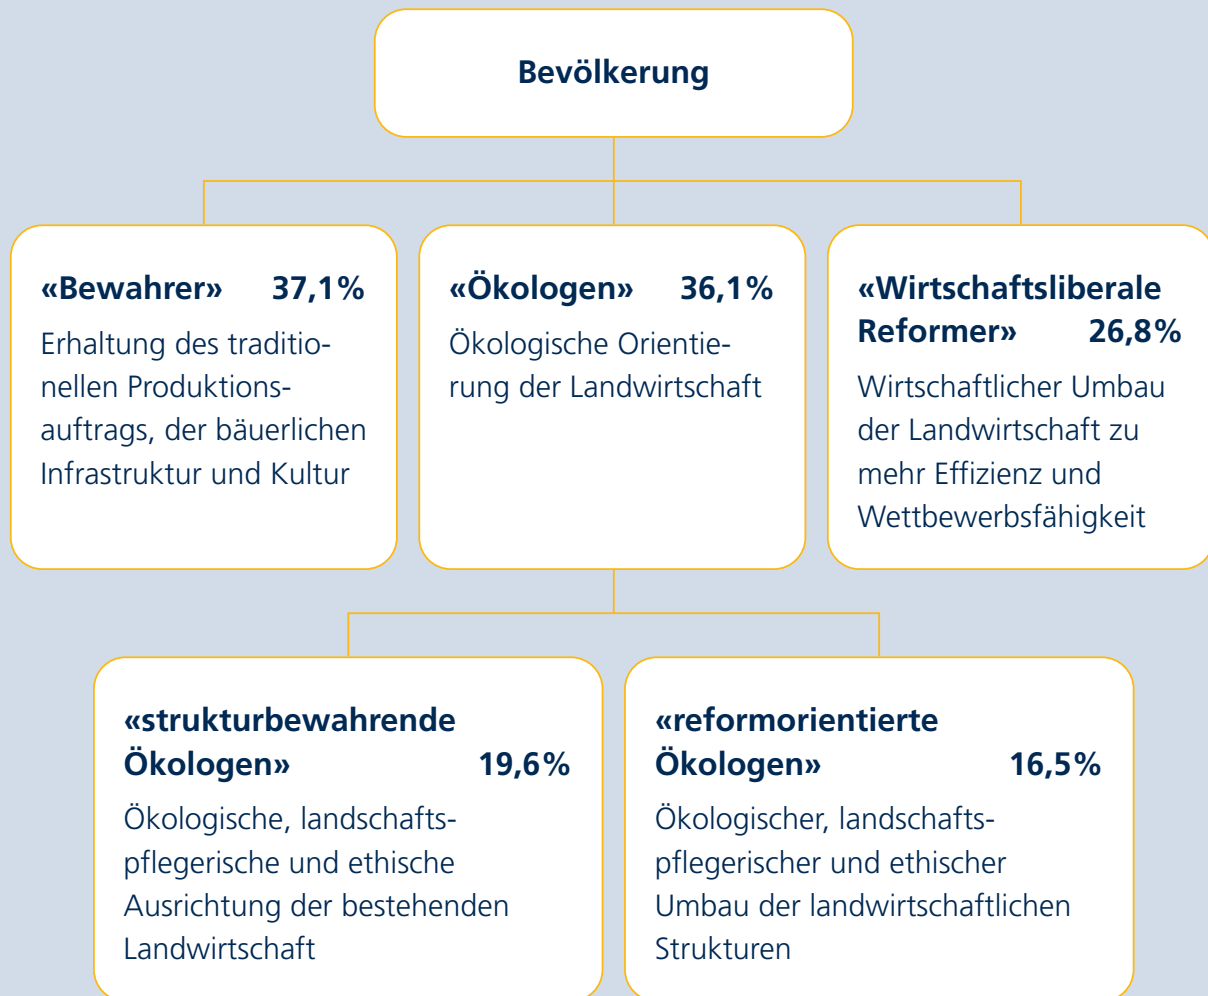 Bevölkerung
«Bewahrer» 37,1%
Erhaltung des traditio-
nellen Produktions-
auftrags, der bäuerlichen
Infrastruktur und Kultur
«Ökologen» 36,1%
Ökologische Orientie-
rung der Landwirtschaft
«Wirtschaftsliberale
Reformer» 26,8%
Wirtschaftlicher Umbau
der Landwirtschaft zu
mehr Effizienz und
Wettbewerbsfähigkeit
«strukturbewahrende
Ökologen» 19,6%
Ökologische, landschafts-
pflegerische und ethische
Ausrichtung der bestehenden
Landwirtschaft
«reformorientierte
Ökologen» 16,5%
Ökologischer, landschafts-
pflegerischer und ethischer
Umbau der landwirtschaftlichen
Strukturen